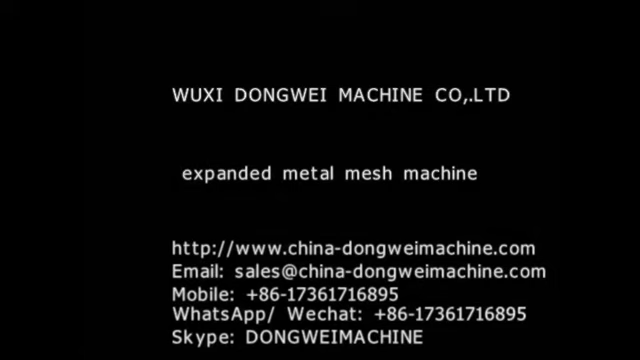 WUXI DONGWEI MACHINE CO,.LTD
expanded metal mesh machine
http://www.china-dongweimachine.com
Email: sales@china-dongweimachine.com
Mobile: +86-17361716895
WhatsApp/ Wechat: +86-17361716895
Skype: DONGWEIMACHINE